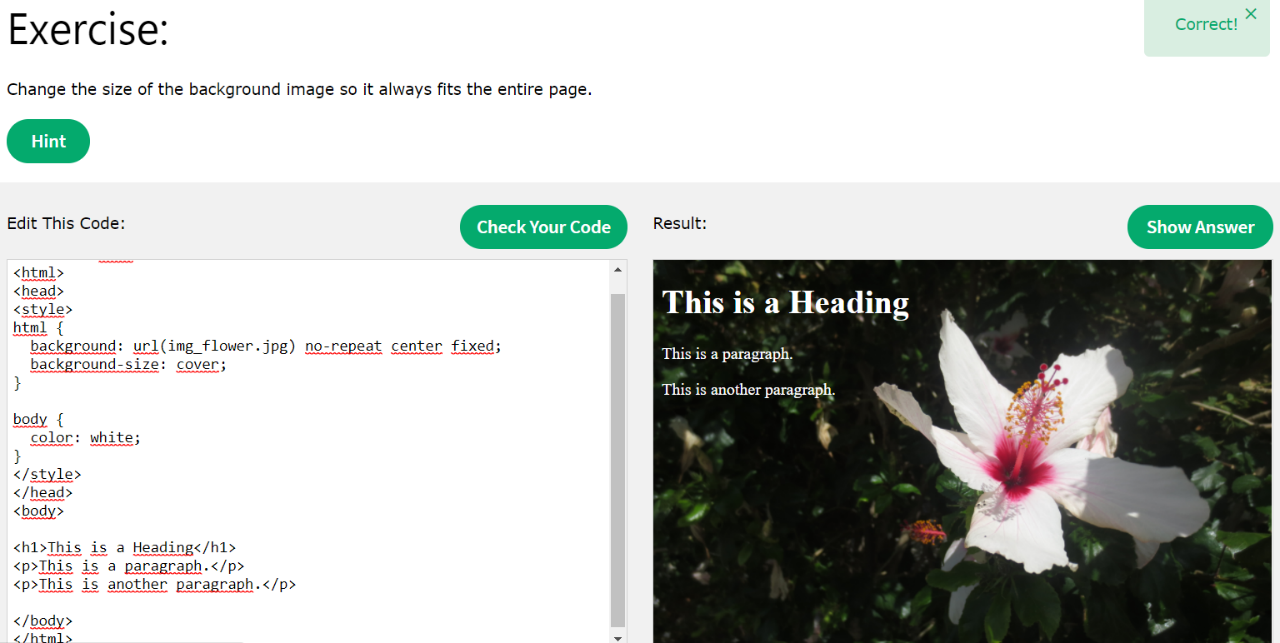 Exercise:
Correct!
×
Change the size of the background image so it always fits the entire page.
Hint
Edit This Code:
Check Your Code
<html>
<head>
<style>
html {
  background: url(img_flower.jpg) no-repeat center fixed;
  background-size: cover;
}
body {
  color: white;
}
</style>
</head>
<body>
<h1>This is a Heading</h1>
<p>This is a paragraph.</p>
<p>This is another paragraph.</p>
</body>
</html>
Result:
Show Answer
This is a Heading
This is a paragraph.
This is another paragraph.